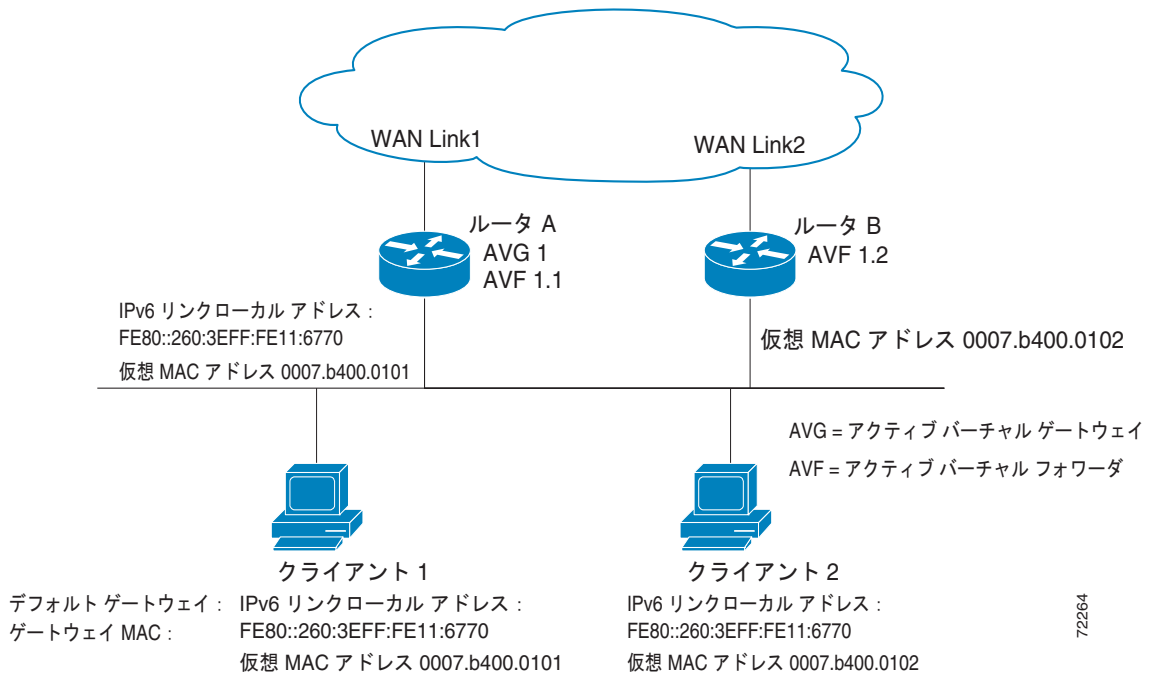 WAN Link1
WAN Link2
ルータ A
AVG 1
AVF 1.1
ルータ B
AVF 1.2
IPv6 リンクローカル アドレス：
FE80::260:3EFF:FE11:6770
仮想 MAC アドレス 0007.b400.0101
仮想 MAC アドレス 0007.b400.0102
AVG = アクティブ バーチャル ゲートウェイ
AVF = アクティブ バーチャル フォワーダ
クライアント 1
クライアント 2
デフォルト ゲートウェイ： IPv6 リンクローカル アドレス：
ゲートウェイ MAC： FE80::260:3EFF:FE11:6770
仮想 MAC アドレス 0007.b400.0101
IPv6 リンクローカル アドレス：
FE80::260:3EFF:FE11:6770
仮想 MAC アドレス 0007.b400.0102
72264